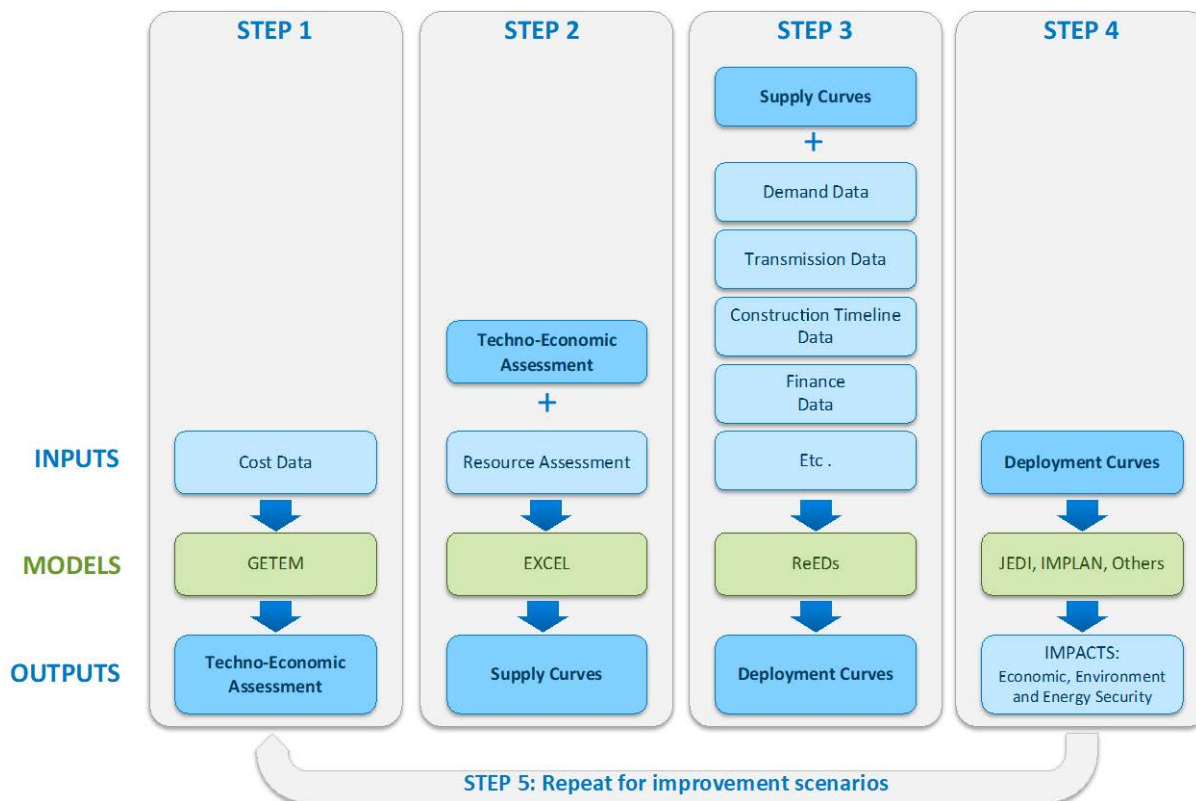 STEP 1
STEP 2
STEP 3
STEP 4
Supply Curves
+
Demand Data
Transmission Data
Construction Timeline
Data
Techno-Economic
Assessment
+
Finance
Data
INPUTS
Cost Data
Resource Assessment
Etc .
Deployment Curves
MODELS
GETEM
EXCEL
ReEDs
JEDI, IMPLAN, Others
OUTPUTS
Techno-Economic
Assessment
Supply Curves
Deployment Curves
IMPACTS:
Economic, Environment
and Energy Security
STEP 5: Repeat for improvement scenarios